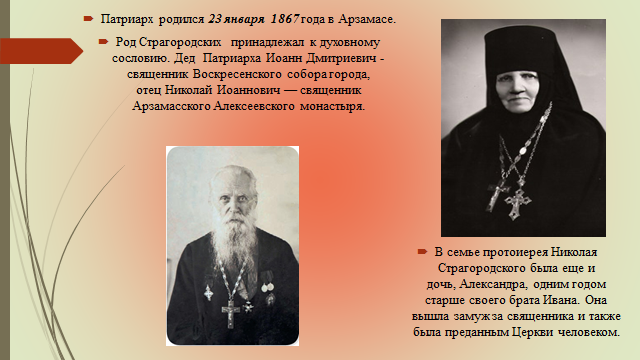 Патриарх родился 23 января 1867 года в Арзамасе.
Род Страгородских принадлежал к духовному
сословию. Дед Патриарха Иоанн Дмитриевич -
священник Воскресенского собора города,
отец Николай Иоаннович — священник
Арзамасского Алексеевского монастыря.
В семье протоиерея Николая
Страгородского была еще и
дочь, Александра, одним годом
старше своего брата Ивана. Она
вышла замуж за священника и также
была преданным Церкви человеком.